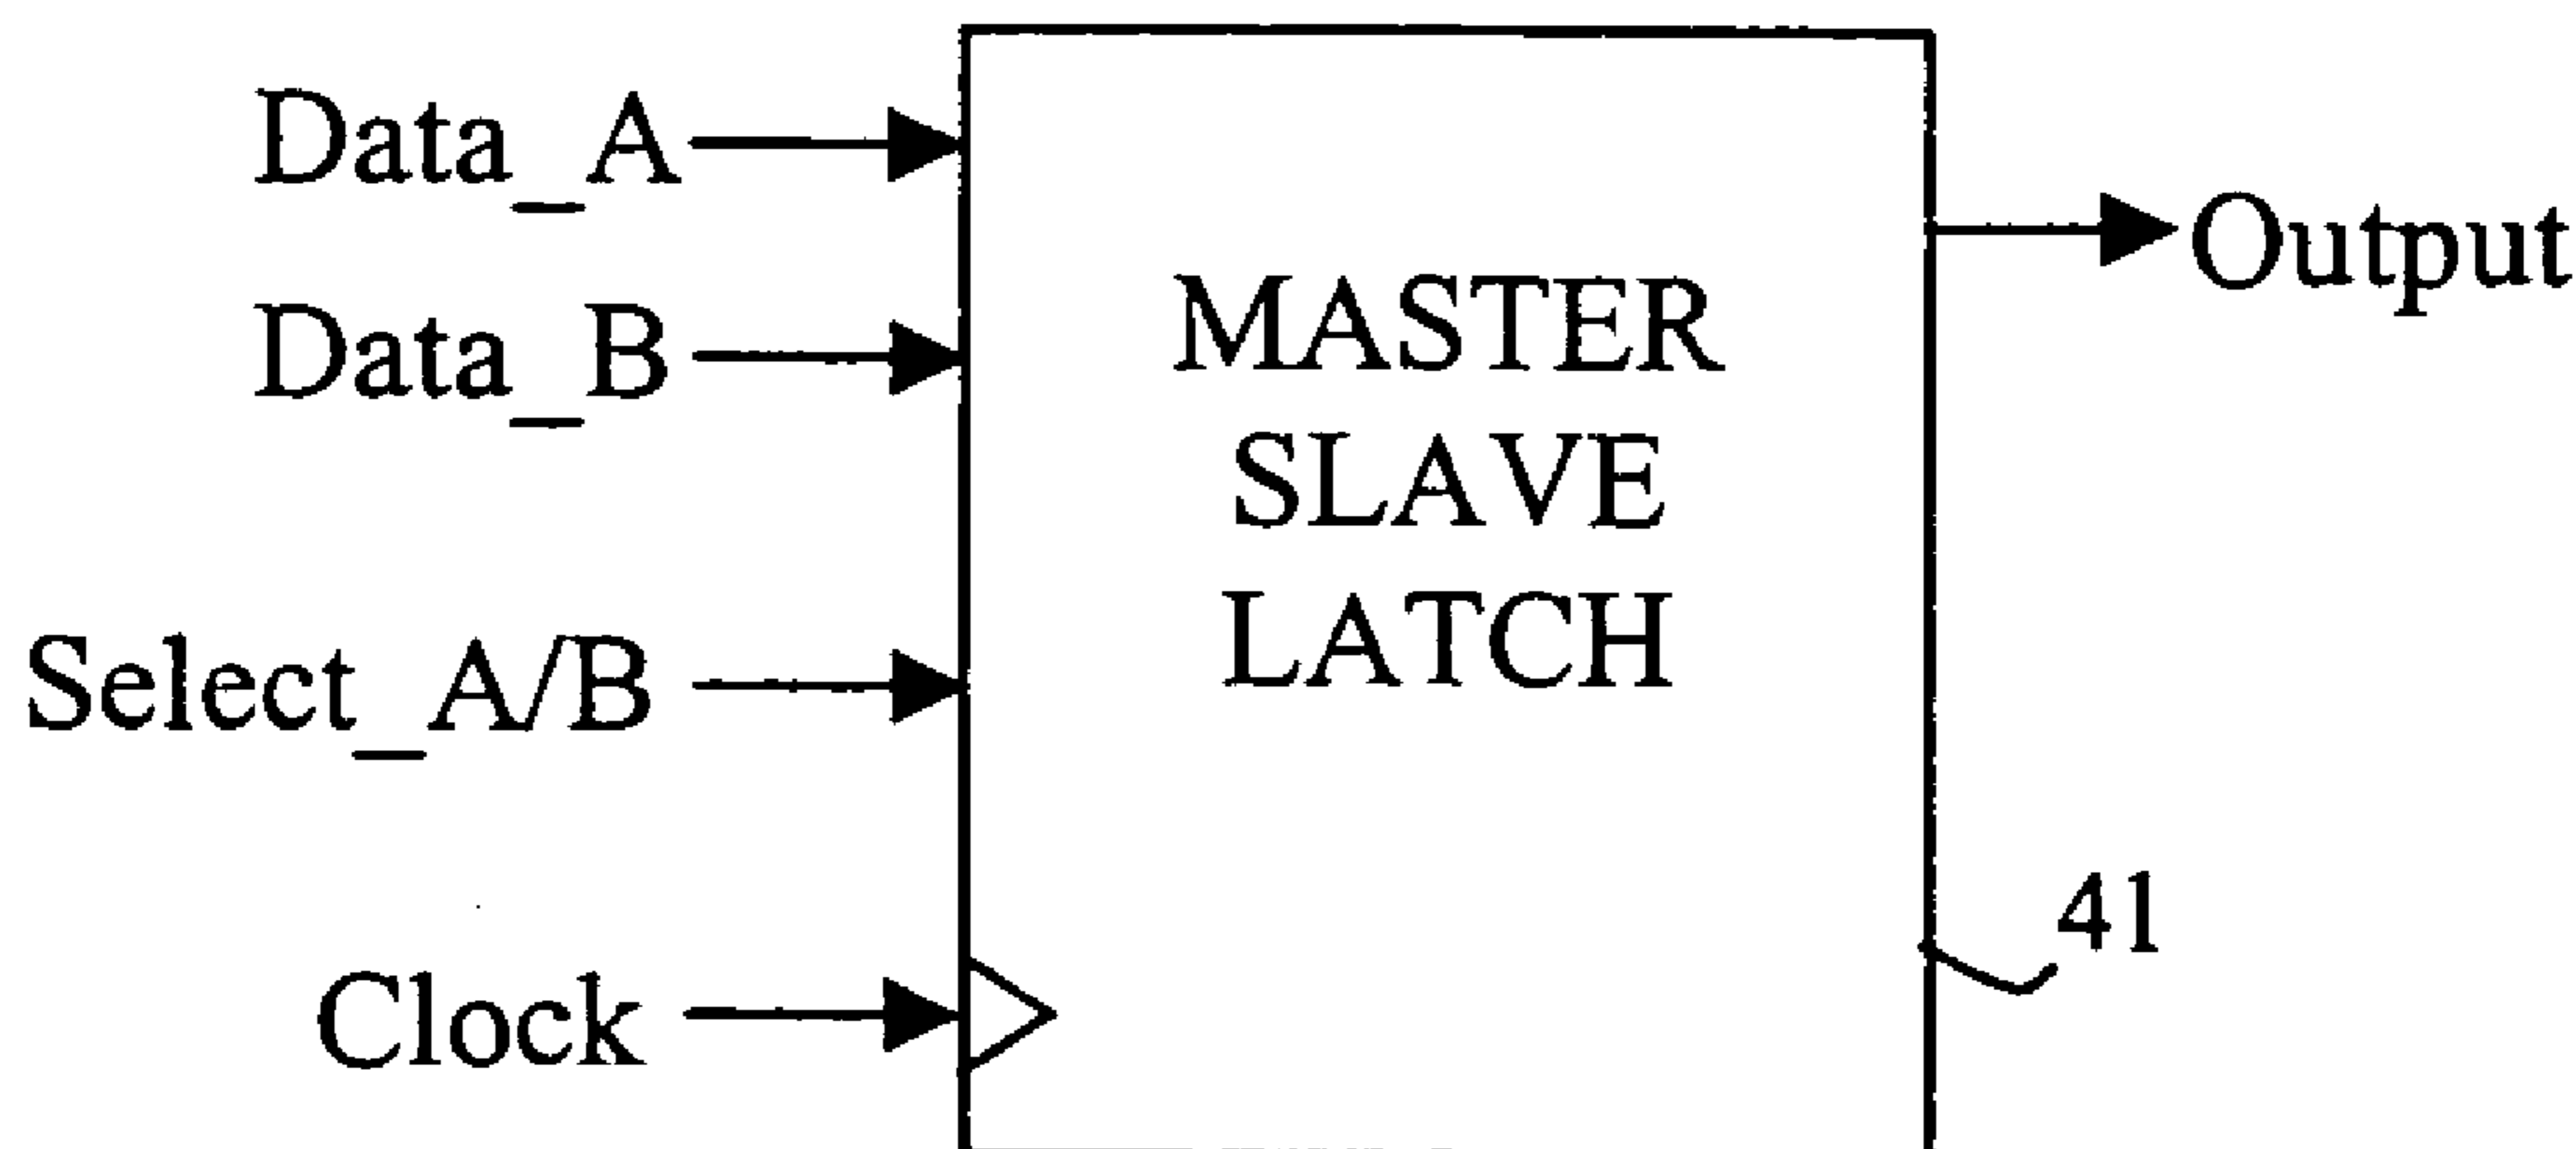 Data_A
Data_B
Select_A/B
Clock
MASTER
SLAVE
LATCH
Output
41